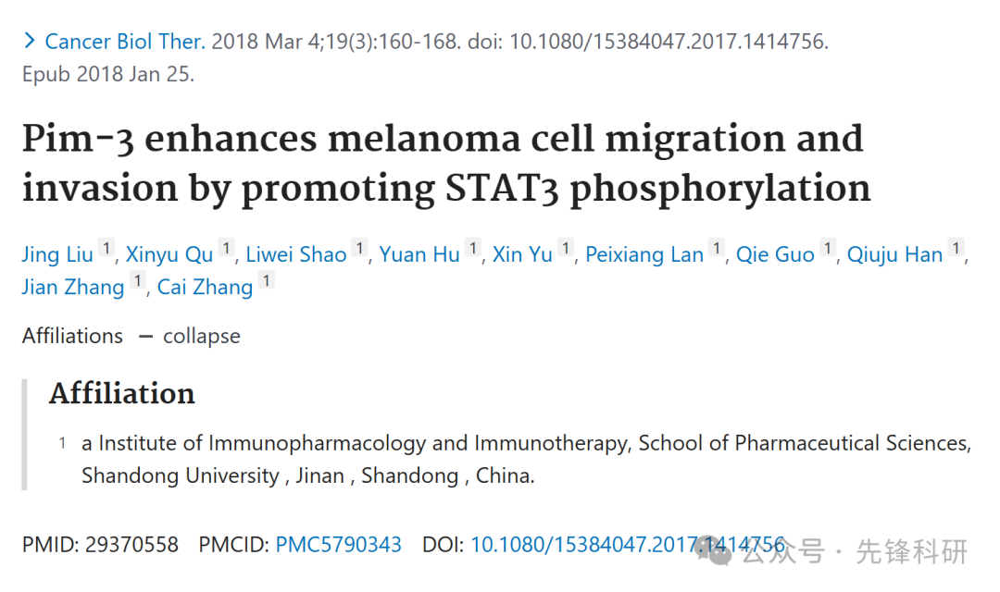 > Cancer Biol Ther. 2018 Mar 4;19(3):160-168. doi: 10.1080/15384047.2017.1414756.
Epub 2018 Jan 25.
Pim-3 enhances melanoma cell migration and
invasion by promoting STAT3 phosphorylation
Jing Liu 1, Xinyu Qu 1, Liwei Shao 1, Yuan Hu 1, Xin Yu 1, Peixiang Lan 1, Qie Guo 1, Qiuju Han 1,
Jian Zhang 1, Cai Zhang 1
Affiliations — collapse
Affiliation
1 a Institute of Immunopharmacology and Immunotherapy, School of Pharmaceutical Sciences,
Shandong University , Jinan , Shandong , China.
PMID: 29370558 PMCID: PMC5790343 DOI: 10.1080/15384047.2017.1414756
公众号 · 先锋科研